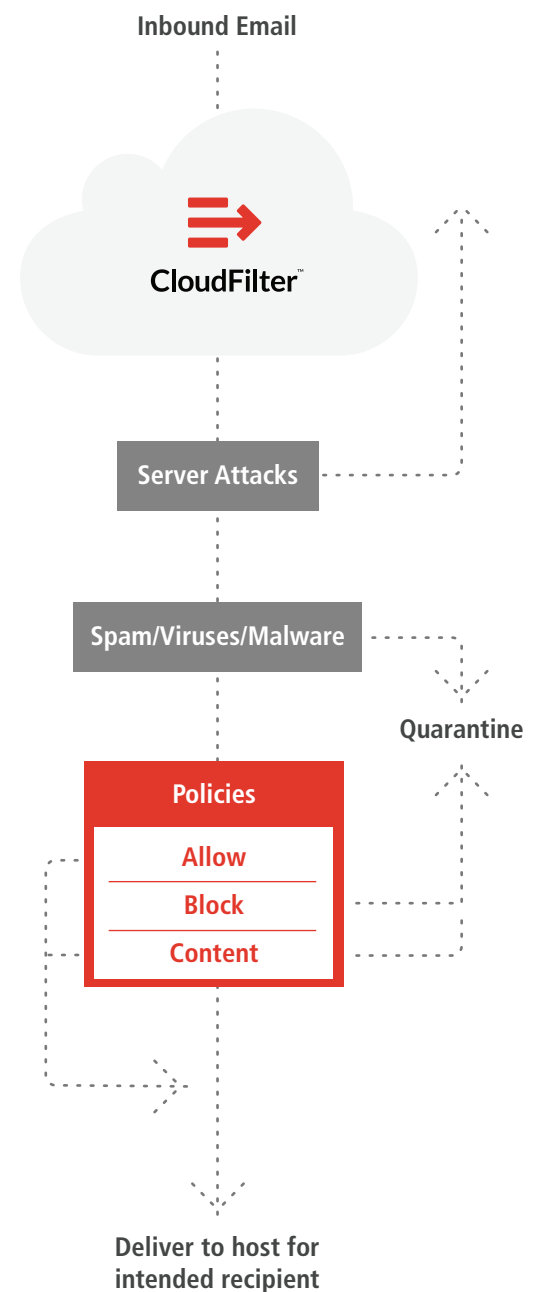 Inbound Email
CloudFilter™
Server Attacks
Spam/Viruses/Malware
Quarantine
Policies
Allow
Block
Content
Deliver to host for
intended recipient